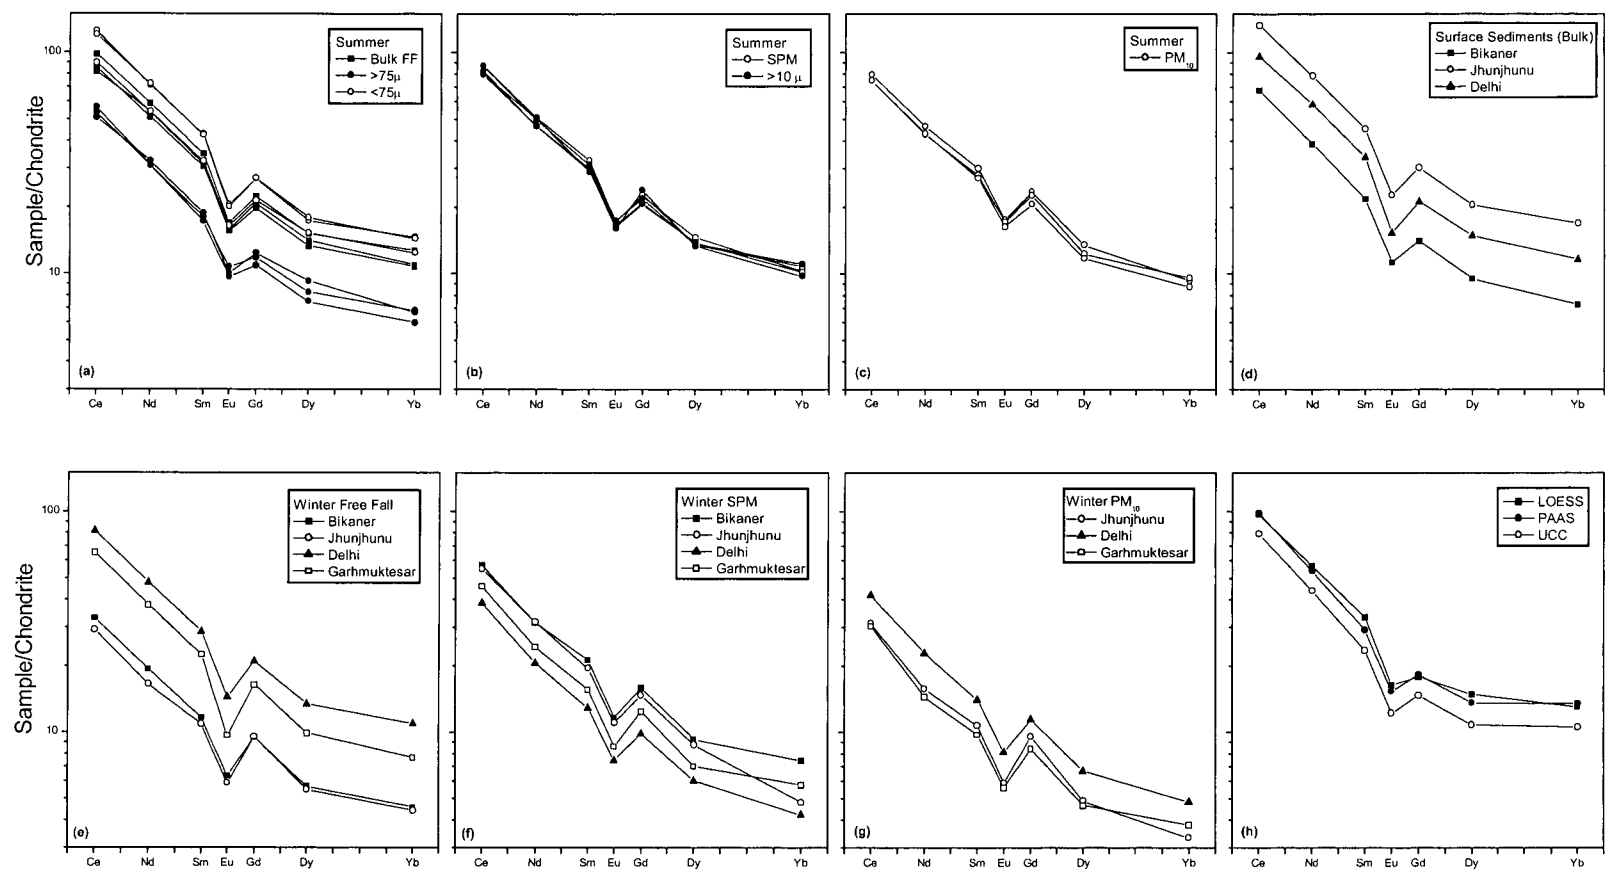 Sample/Chondrite
100
10
Summer
Bulk FF
>75μ
<75μ
(a)
Ce Nd Sm Eu Gd Dy Yb
Summer
SPM
>10 μ
(b)
Ce Nd Sm Eu Gd Dy Yb
Summer
PM10
(c)
Ce Nd Sm Eu Gd Dy Yb
Surface Sediments (Bulk)
Bikaner
Jhunjhunu
Delhi
(d)
Ce Nd Sm Eu Gd Dy Yb
Sample/Chondrite
100
10
Winter Free Fall
Bikaner
Jhunjhunu
Delhi
Garhmuktesar
(e)
Ce Nd Sm Eu Gd Dy Yb
Winter SPM
Bikaner
Jhunjhunu
Delhi
Garhmuktesar
(f)
Ce Nd Sm Eu Gd Dy Yb
Winter PM10
Jhunjhunu
Delhi
Garhmuktesar
(g)
Ce Nd Sm Eu Gd Dy Yb
LOESS
PAAS
UCC
(h)
Ce Nd Sm Eu Gd Dy Yb